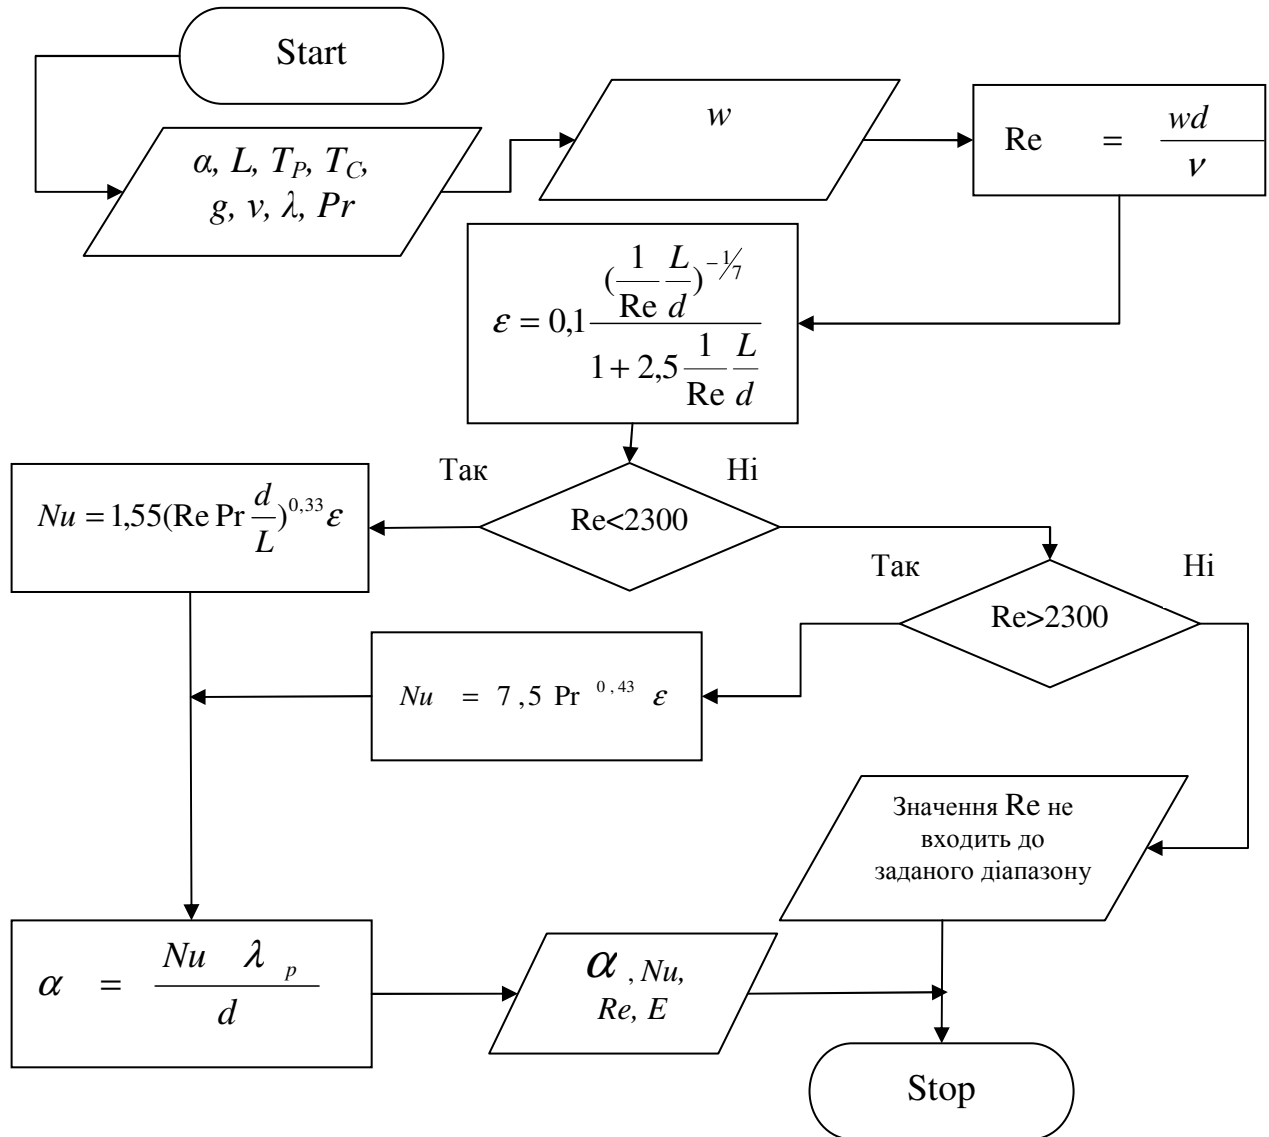 Start
α, L, T_P, T_C,
g, ν, λ, Pr
w
Re = wd / ν
ε = 0,1 (1/Re L/d)^{-1/7} / (1 + 2,5 1/Re L/d)
Так
Ні
Re<2300
Nu = 1,55(Re Pr d/L)^{0,33} ε
Так
Ні
Re>2300
Nu = 7,5 Pr^{0,43} ε
Значення Re не
входить до
заданого діапазону
α = Nu λ_p / d
α, Nu,
Re, E
Stop